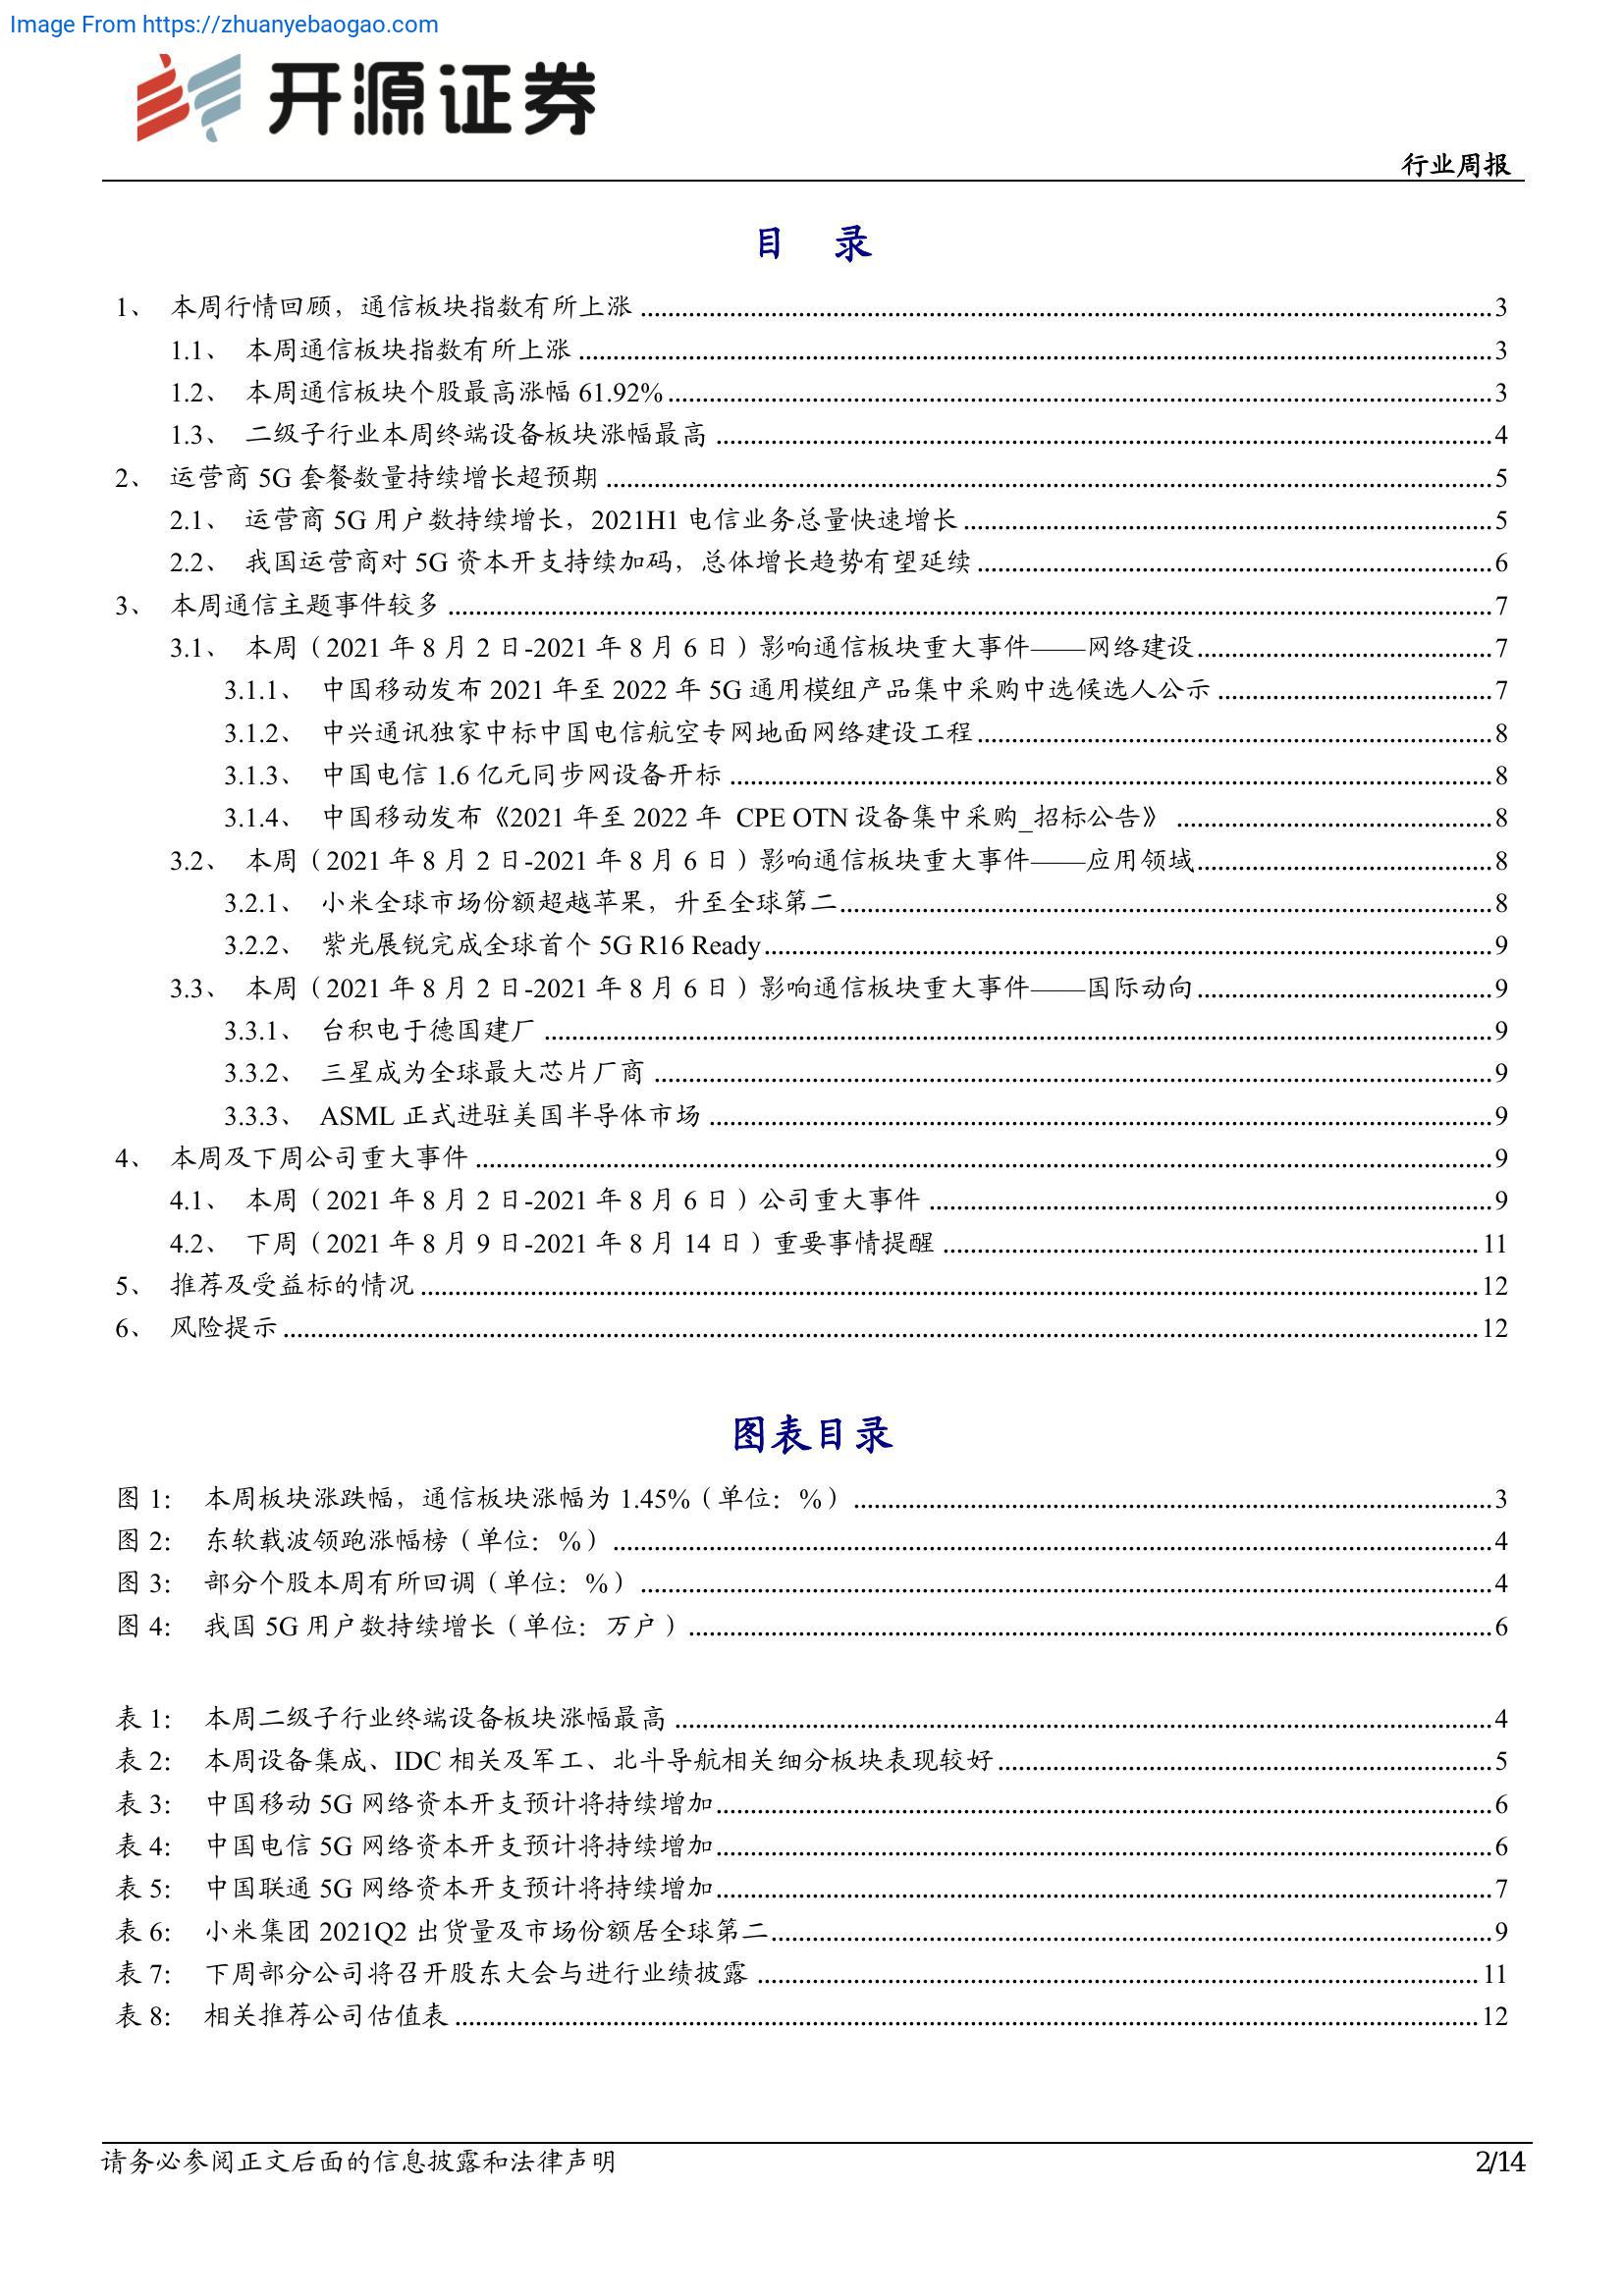 Image From https://zhuanyebaogao.com
开源证券
行业周报
目 录
1、 本周行情回顾，通信板块指数有所上涨 ........ 3
1.1、 本周通信板块指数有所上涨 ........ 3
1.2、 本周通信板块个股最高涨幅 61.92% ........ 3
1.3、 二级子行业本周终端设备板块涨幅最高 ........ 4
2、 运营商 5G 套餐数量持续增长超预期 ........ 5
2.1、 运营商 5G 用户数持续增长，2021H1 电信业务总量快速增长 ........ 5
2.2、 我国运营商对 5G 资本开支持续加码，总体增长趋势有望延续 ........ 6
3、 本周通信主题事件较多 ........ 7
3.1、 本周（2021 年 8 月 2 日-2021 年 8 月 6 日）影响通信板块重大事件——网络建设 ........ 7
3.1.1、 中国移动发布 2021 年至 2022 年 5G 通用模组产品集中采购中选候选人公示 ........ 7
3.1.2、 中兴通讯独家中标中国电信航空专网地面网络建设工程 ........ 8
3.1.3、 中国电信 1.6 亿元同步网设备开标 ........ 8
3.1.4、 中国移动发布《2021 年至 2022 年 CPE OTN 设备集中采购_招标公告》 ........ 8
3.2、 本周（2021 年 8 月 2 日-2021 年 8 月 6 日）影响通信板块重大事件——应用领域 ........ 8
3.2.1、 小米全球市场份额超越苹果，升至全球第二 ........ 8
3.2.2、 紫光展锐完成全球首个 5G R16 Ready ........ 9
3.3、 本周（2021 年 8 月 2 日-2021 年 8 月 6 日）影响通信板块重大事件——国际动向 ........ 9
3.3.1、 台积电于德国建厂 ........ 9
3.3.2、 三星成为全球最大芯片厂商 ........ 9
3.3.3、 ASML 正式进驻美国半导体市场 ........ 9
4、 本周及下周公司重大事件 ........ 9
4.1、 本周（2021 年 8 月 2 日-2021 年 8 月 6 日）公司重大事件 ........ 9
4.2、 下周（2021 年 8 月 9 日-2021 年 8 月 14 日）重要事情提醒 ........ 11
5、 推荐及受益标的情况 ........ 12
6、 风险提示 ........ 12
图表目录
图 1： 本周板块涨跌幅，通信板块涨幅为 1.45%（单位：%） ........ 3
图 2： 东软载波领跑涨幅榜（单位：%） ........ 4
图 3： 部分个股本周有所回调（单位：%） ........ 4
图 4： 我国 5G 用户数持续增长（单位：万户） ........ 6
表 1： 本周二级子行业终端设备板块涨幅最高 ........ 4
表 2： 本周设备集成、IDC 相关及军工、北斗导航相关细分板块表现较好 ........ 5
表 3： 中国移动 5G 网络资本开支预计将持续增加 ........ 6
表 4： 中国电信 5G 网络资本开支预计将持续增加 ........ 6
表 5： 中国联通 5G 网络资本开支预计将持续增加 ........ 7
表 6： 小米集团 2021Q2 出货量及市场份额居全球第二 ........ 9
表 7： 下周部分公司将召开股东大会与进行业绩披露 ........ 11
表 8： 相关推荐公司估值表 ........ 12
请务必参阅正文后面的信息披露和法律声明 2/14